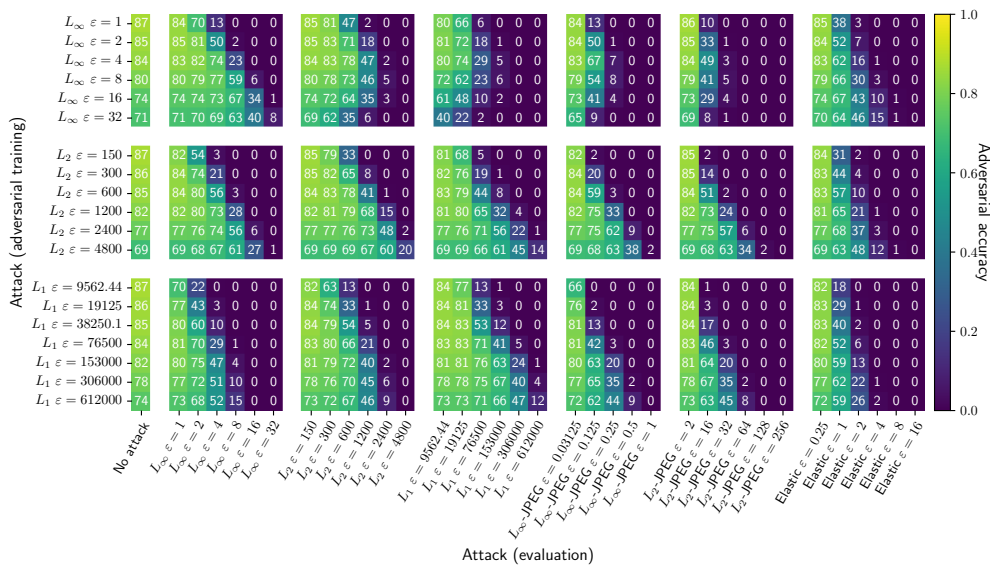 L∞ ε = 1 87 84 70 13 0 0 0 85 81 47 2 0 0 80 66 6 0 0 0 84 13 0 0 0 86 10 0 0 0 0 85 38 3 0 0 0 1.0
L∞ ε = 2 85 85 81 50 2 0 0 85 83 71 18 0 0 81 72 18 1 0 0 84 50 1 0 0 85 33 1 0 0 0 84 52 7 0 0 0
L∞ ε = 4 84 83 82 74 23 0 0 84 82 78 47 2 0 80 74 29 5 0 0 83 67 9 0 0 84 49 2 0 0 0 83 62 16 1 0 0
L∞ ε = 8 80 80 79 77 59 6 0 80 78 73 46 5 0 72 62 23 6 0 0 79 54 8 0 0 79 41 5 0 0 0 79 66 30 3 0 0
L∞ ε = 16 74 74 74 73 67 34 1 72 70 64 35 3 0 61 48 10 2 0 0 73 41 4 0 0 73 29 4 0 0 0 74 67 43 10 1 0
L∞ ε = 32 71 71 70 69 63 40 8 69 62 35 6 0 0 40 22 2 0 0 0 65 9 0 0 0 69 8 1 0 0 0 70 64 46 15 1 0
0.8
L2 ε = 150 87 82 54 3 0 0 0 85 79 33 0 0 0 81 68 5 0 0 0 82 2 0 0 0 85 2 0 0 0 0 84 31 2 0 0 0
L2 ε = 300 86 84 74 21 0 0 0 85 82 65 8 0 0 82 76 19 1 0 0 84 20 0 0 0 85 14 0 0 0 0 83 44 4 0 0 0
L2 ε = 600 85 84 80 56 3 0 0 84 83 78 41 1 0 83 79 44 8 0 0 84 59 3 0 0 84 51 2 0 0 0 83 57 10 0 0 0
L2 ε = 1200 82 82 80 73 28 0 0 82 81 79 68 15 0 81 80 65 32 4 0 82 75 33 0 0 82 73 24 0 0 0 81 65 21 1 0 0
L2 ε = 2400 77 77 76 74 56 6 0 77 76 76 73 48 2 77 76 71 56 22 1 76 75 62 9 0 77 75 57 6 0 0 77 68 37 3 0 0
L2 ε = 4800 69 69 68 67 61 27 1 69 69 68 67 60 20 69 69 66 61 45 14 69 68 63 38 2 69 68 63 34 2 0 69 63 48 12 1 0
0.6
0.4
L1 ε = 9562.44 87 70 22 0 0 0 0 82 63 13 0 0 0 84 77 13 1 0 0 66 0 0 0 0 84 1 0 0 0 0 82 18 0 0 0 0
L1 ε = 19125 86 77 43 3 0 0 0 84 74 33 1 0 0 84 77 33 3 0 0 76 2 0 0 0 84 3 0 0 0 0 83 29 1 0 0 0
L1 ε = 38250.1 85 80 60 10 0 0 0 84 79 54 5 0 0 83 83 53 12 0 0 81 13 0 0 0 84 17 0 0 0 0 83 40 2 0 0 0
L1 ε = 76500 84 81 70 29 1 0 0 83 80 66 21 0 0 83 83 71 41 5 0 81 42 3 0 0 83 46 3 0 0 0 82 52 6 0 0 0
0.2
L1 ε = 153000 82 80 75 47 4 0 0 81 79 72 40 2 0 81 81 76 63 24 1 80 63 20 0 0 81 64 20 0 0 0 80 59 13 0 0 0
L1 ε = 306000 78 77 72 51 10 0 0 78 76 70 45 6 0 78 78 75 66 40 4 77 65 35 2 0 78 67 35 2 0 0 77 62 22 2 0 0
L1 ε = 612000 74 73 68 52 15 0 0 73 72 67 46 9 0 73 73 71 67 47 12 72 62 44 9 0 73 64 45 8 0 0 72 59 26 2 0 0
0.0
Attack (adversarial training)
Adversarial accuracy
No attack
L∞ ε = 1
L∞ ε = 2
L∞ ε = 4
L∞ ε = 8
L∞ ε = 16
L∞ ε = 32
L2 ε = 150
L2 ε = 300
L2 ε = 600
L2 ε = 1200
L2 ε = 2400
L2 ε = 4800
L1 ε = 9562.44
L1 ε = 19125
L1 ε = 76500
L1 ε = 153000
L1 ε = 306000
L1 ε = 612000
L∞-JPEG ε = 0.03125
L∞-JPEG ε = 0.125
L∞-JPEG ε = 0.25
L∞-JPEG ε = 0.5
L∞-JPEG ε = 1
L2-JPEG ε = 2
L2-JPEG ε = 16
L2-JPEG ε = 32
L2-JPEG ε = 64
L2-JPEG ε = 128
L2-JPEG ε = 256
Elastic ε = 0.25
Elastic ε = 1
Elastic ε = 2
Elastic ε = 4
Elastic ε = 8
Elastic ε = 16
Attack (evaluation)